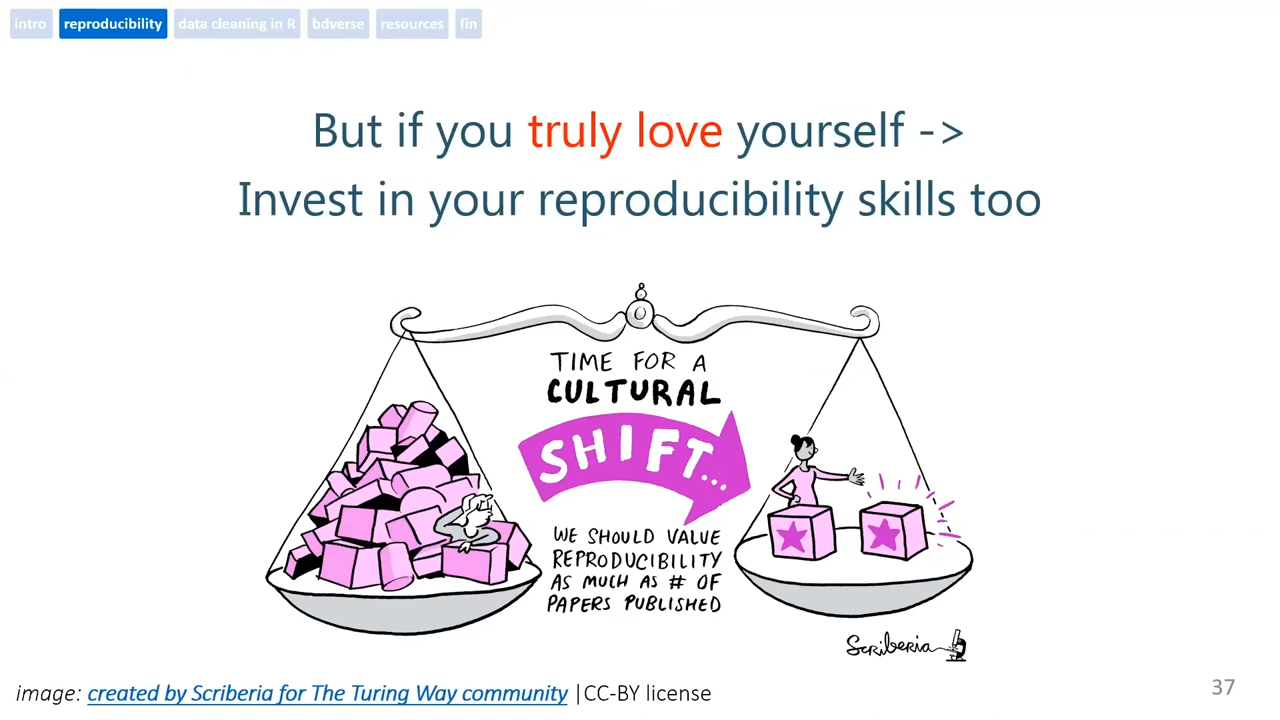 intro reproducibility data cleaning in R bdverse resources fin
But if you truly love yourself ->
Invest in your reproducibility skills too
TIME FOR A
CULTURAL
SHIFT...
WE SHOULD VALUE
REPRODUCIBILITY
AS MUCH AS # OF
PAPERS PUBLISHED
Scriberia
image: created by Scriberia for The Turing Way community |CC-BY license
37